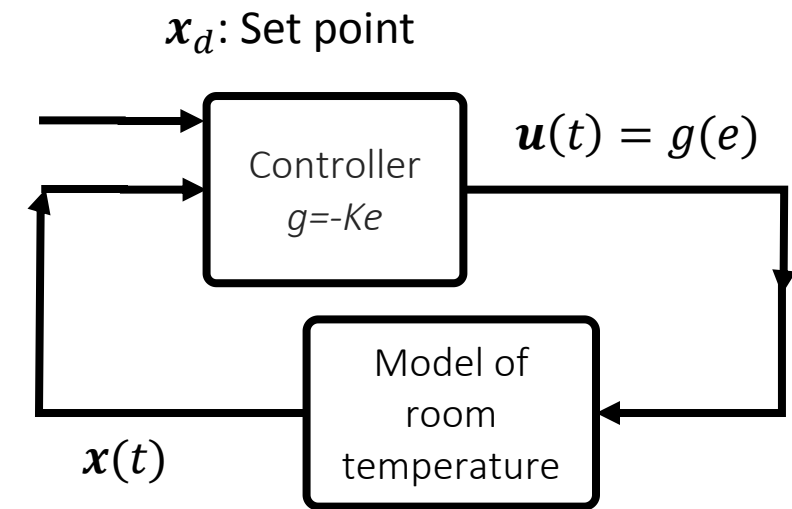 x_d: Set point
Controller
g=-Ke
u(t) = g(e)
Model of
room
temperature
x(t)